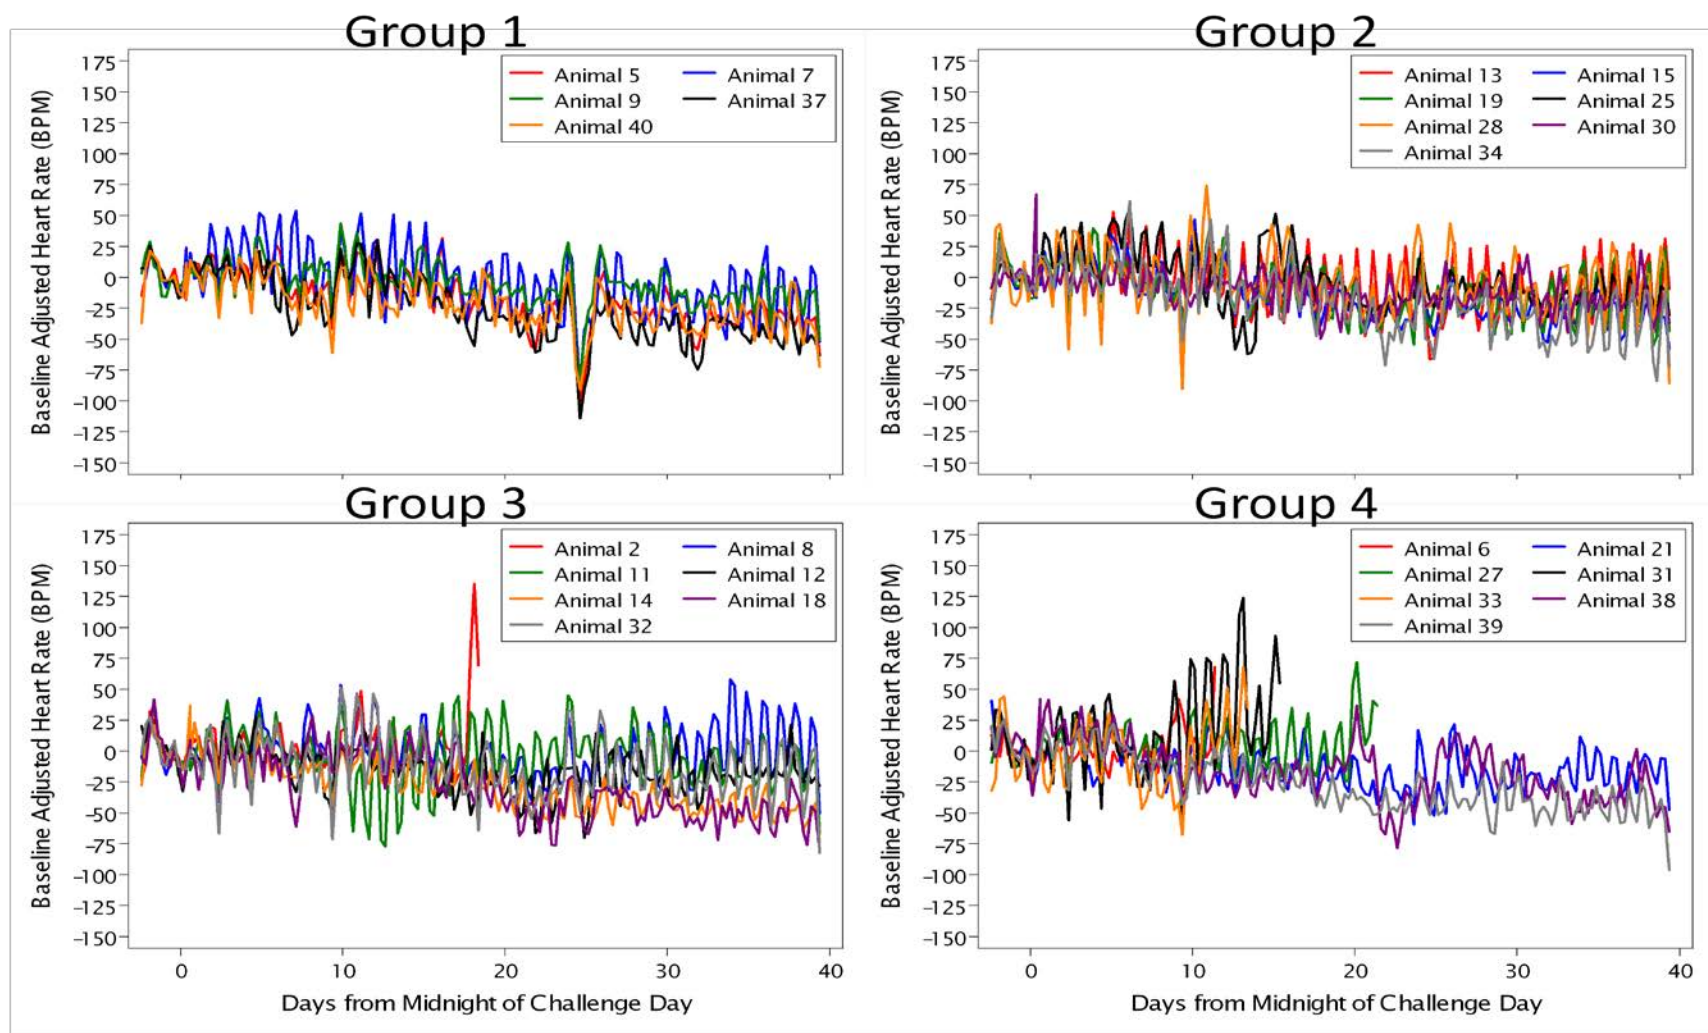 Group 1
Group 2
Baseline Adjusted Heart Rate (BPM)
175
150
125
100
75
50
25
0
−25
−50
−75
−100
−125
−150
Animal 5 Animal 7
Animal 9 Animal 37
Animal 40
Baseline Adjusted Heart Rate (BPM)
175
150
125
100
75
50
25
0
−25
−50
−75
−100
−125
−150
Animal 13 Animal 15
Animal 19 Animal 25
Animal 28 Animal 30
Animal 34
Group 3
Group 4
Baseline Adjusted Heart Rate (BPM)
175
150
125
100
75
50
25
0
−25
−50
−75
−100
−125
−150
Animal 2 Animal 8
Animal 11 Animal 12
Animal 14 Animal 18
Animal 32
0 10 20 30 40
Days from Midnight of Challenge Day
Baseline Adjusted Heart Rate (BPM)
175
150
125
100
75
50
25
0
−25
−50
−75
−100
−125
−150
Animal 6 Animal 21
Animal 27 Animal 31
Animal 33 Animal 38
Animal 39
0 10 20 30 40
Days from Midnight of Challenge Day